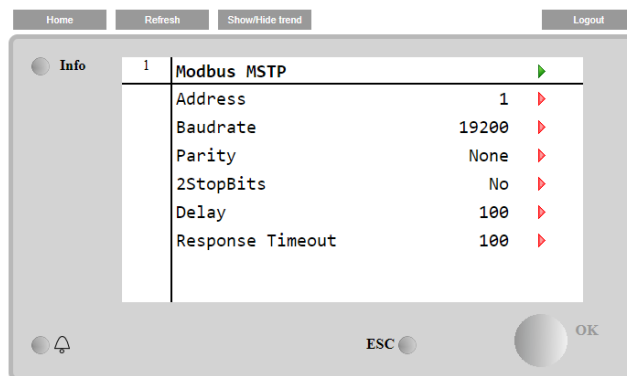 Home Refresh Show/Hide trend Logout
Info
1 Modbus MSTP
Address 1
Baudrate 19200
Parity None
2StopBits No
Delay 100
Response Timeout 100
ESC OK